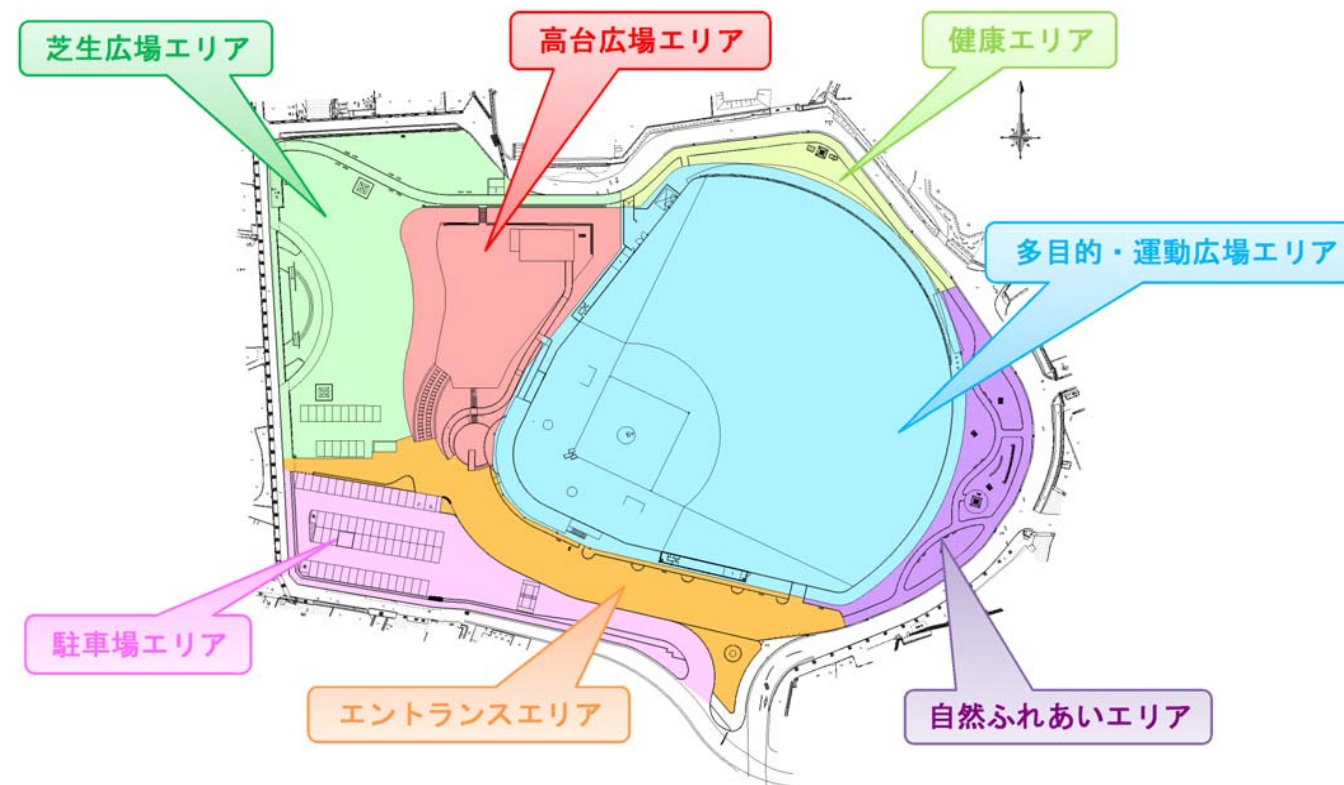 芝生広場エリア
高台広場エリア
健康エリア
多目的・運動広場エリア
駐車場エリア
エントランスエリア
自然ふれあいエリア